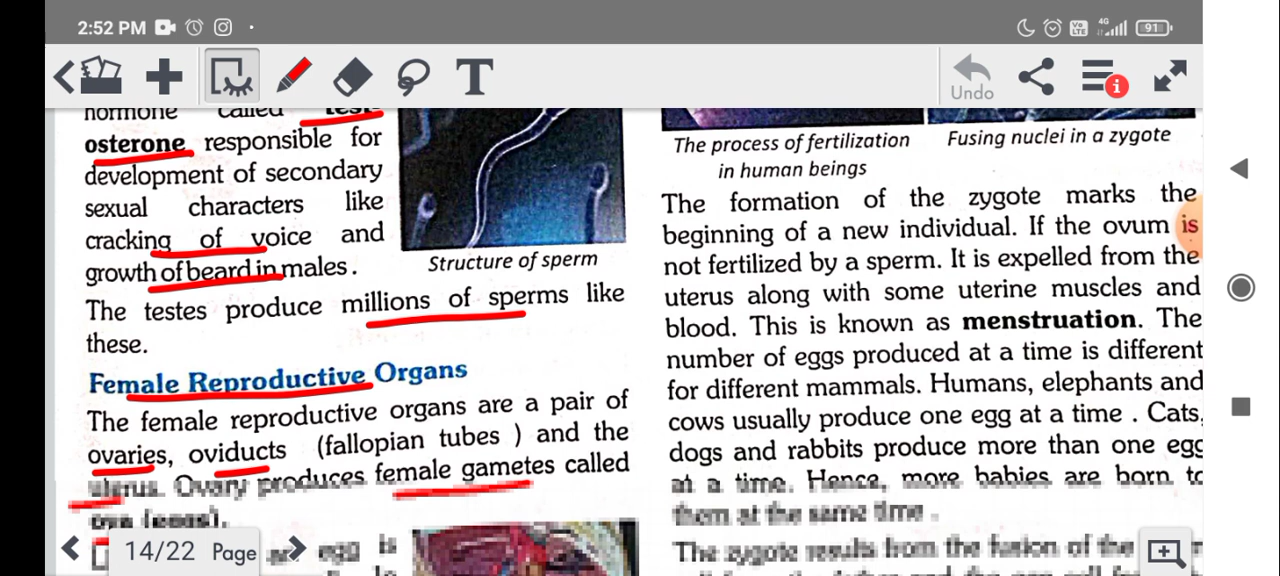 2:52 PM
4G
91
T
Undo
i
hormone called test-
osterone responsible for
development of secondary
sexual characters like
cracking of voice and
growth of beard in males.
Structure of sperm
The testes produce millions of sperms like
these.
Female Reproductive Organs
The female reproductive organs are a pair of
ovaries, oviducts (fallopian tubes ) and the
uterus. Ovary produces female gametes called
ova (eggs).
egg is
14/22 Page
The process of fertilization
in human beings
Fusing nuclei in a zygote
The formation of the zygote marks the
beginning of a new individual. If the ovum is
not fertilized by a sperm. It is expelled from the
uterus along with some uterine muscles and
blood. This is known as menstruation. The
number of eggs produced at a time is different
for different mammals. Humans, elephants and
cows usually produce one egg at a time . Cats,
dogs and rabbits produce more than one egg
at a time. Hence, more babies are born to
them at the same time .
The zygote results from the fusion of the